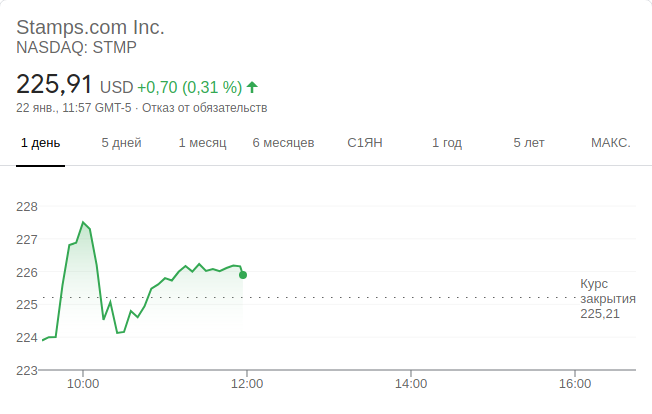 Stamps.com Inc.
NASDAQ: STMP
225,91 USD +0,70 (0,31 %)
22 янв., 11:57 GMT-5 · Отказ от обязательств
1 день 5 дней 1 месяц 6 месяцев С1ЯН 1 год 5 лет МАКС.
228
227
226
225
224
223
Курс
закрытия
225,21
10:00 12:00 14:00 16:00